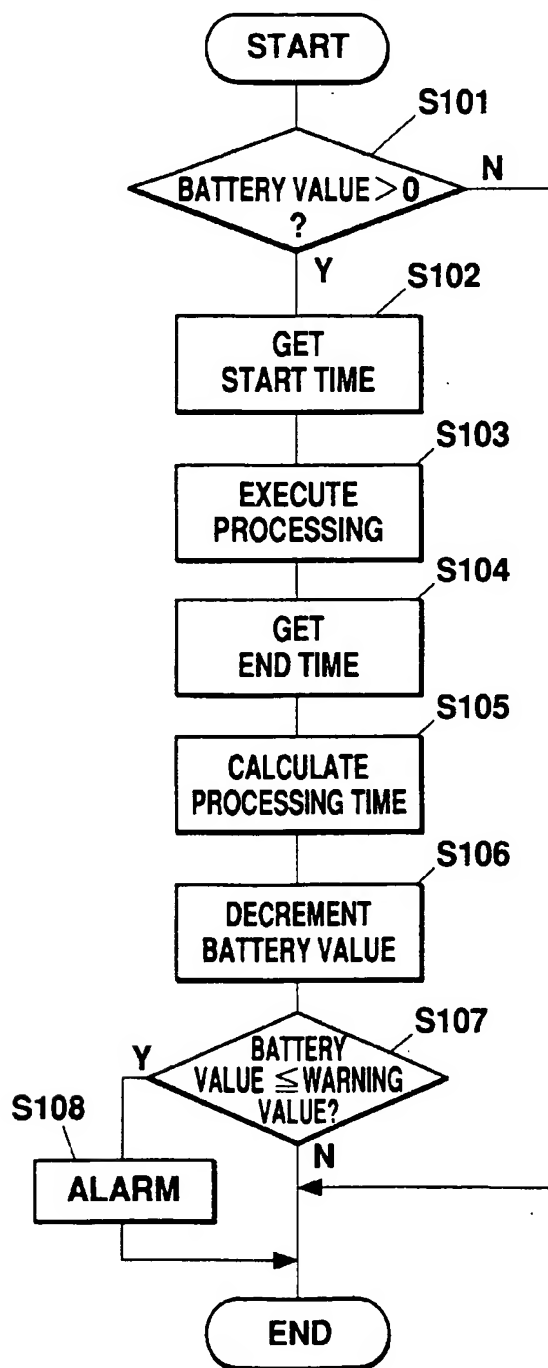 START
S101
N
BATTERY VALUE > 0
?
Y
S102
GET
START TIME
S103
EXECUTE
PROCESSING
S104
GET
END TIME
S105
CALCULATE
PROCESSING TIME
S106
DECREMENT
BATTERY VALUE
S107
Y
BATTERY
VALUE ≦ WARNING
VALUE?
S108
N
ALARM
END